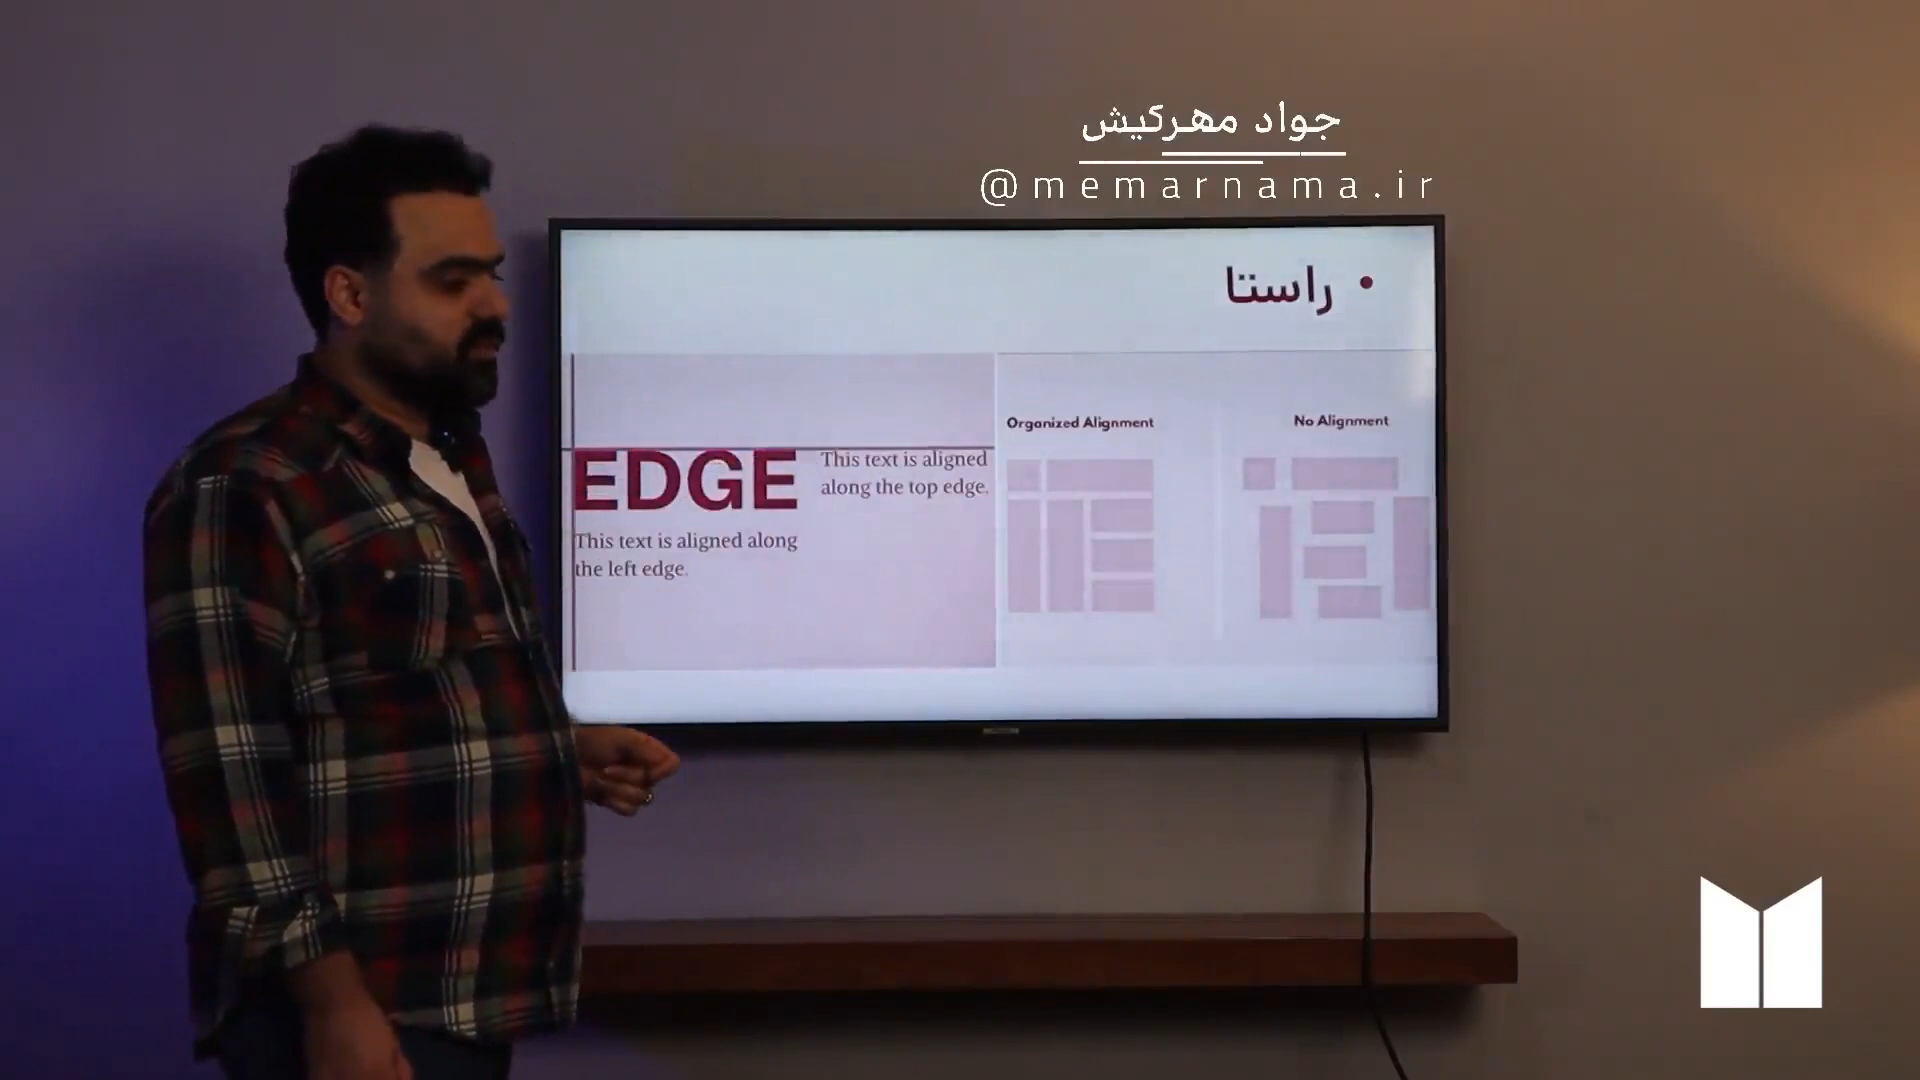 جواد مهرکیش
@memarnama.ir
• راستا
EDGE
This text is aligned
along the top edge.
This text is aligned along
the left edge.
Organized Alignment
No Alignment